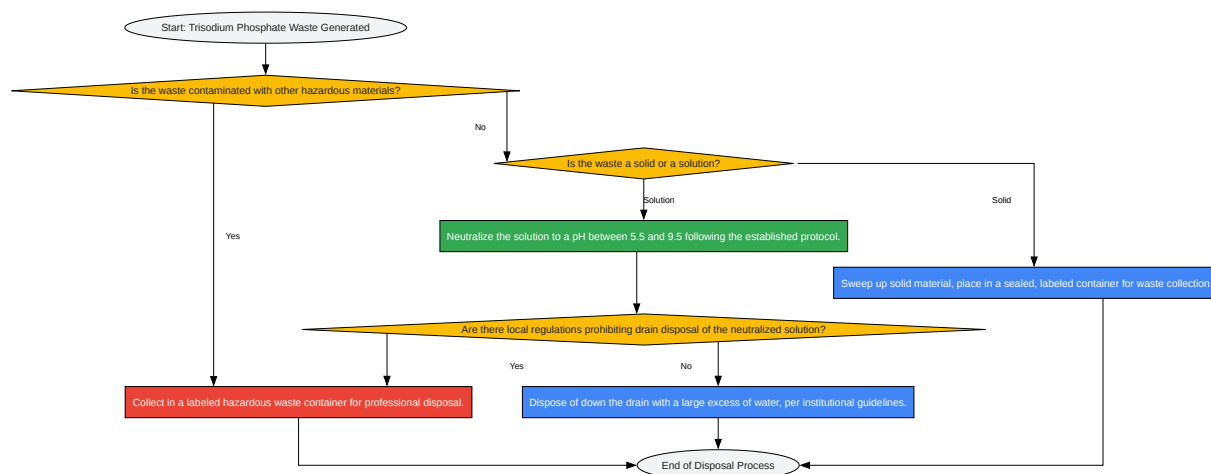 Start: Trisodium Phosphate Waste Generated
Is the waste contaminated with other hazardous materials?
No
Is the waste a solid or a solution?
Solution
Solid
Neutralize the solution to a pH between 5.5 and 9.5 following the established protocol.
Yes
Sweep up solid material, place in a sealed, labeled container for waste collection.
Are there local regulations prohibiting drain disposal of the neutralized solution?
Yes
No
Collect in a labeled hazardous waste container for professional disposal.
Dispose of down the drain with a large excess of water, per institutional guidelines.
End of Disposal Process